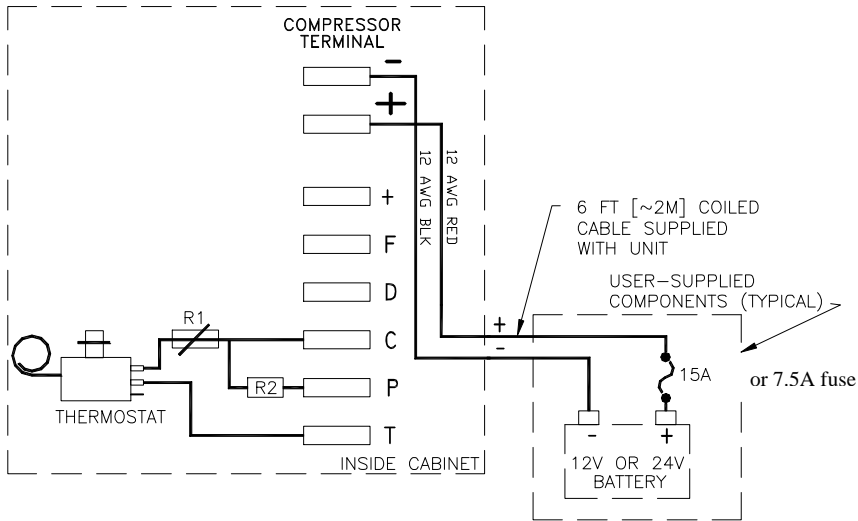 COMPRESSOR
TERMINAL
-
+
12 AWG BLK
12 AWG RED
+
F
D
C
P
T
R1
R2
THERMOSTAT
INSIDE CABINET
6 FT [~2M] COILED
CABLE SUPPLIED
WITH UNIT
USER-SUPPLIED
COMPONENTS (TYPICAL)
+
-
15A
or 7.5A fuse
- +
12V OR 24V
BATTERY